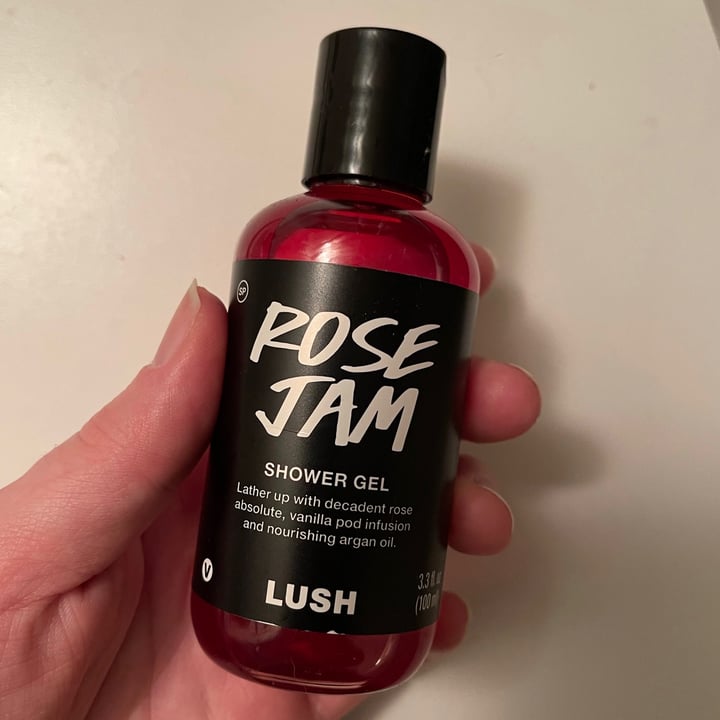 SP
ROSE
JAM
SHOWER GEL
Lather up with decadent rose
absolute, vanilla pod infusion
and nourishing argan oil.
V
LUSH
3.3 fl oz
(100 ml)